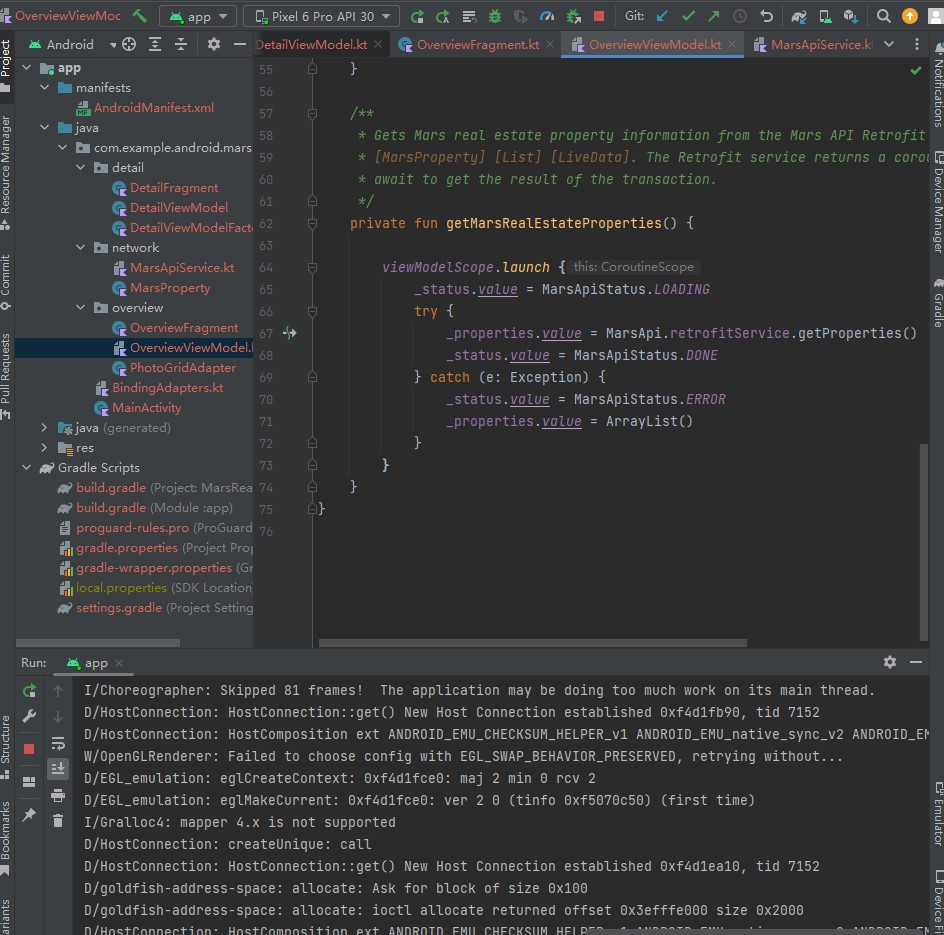 OverviewViewMoc
app
Pixel 6 Pro API 30
Git:
Project
Resource Manager
Commit
Pull Requests
Structure
Bookmarks
Notifications
Device Manager
Gradle
Emulator
Android
DetailViewModel.kt
OverviewFragment.kt
OverviewViewModel.kt
MarsApiService.k
app
manifests
AndroidManifest.xml
java
com.example.android.mars
detail
DetailFragment
DetailViewModel
DetailViewModelFact
network
MarsApiService.kt
MarsProperty
overview
OverviewFragment
OverviewViewModel.
PhotoGridAdapter
BindingAdapters.kt
MainActivity
java (generated)
res
Gradle Scripts
build.gradle (Project: MarsRea
build.gradle (Module :app)
proguard-rules.pro (ProGuard
gradle.properties (Project Prop
gradle-wrapper.properties (Gr
local.properties (SDK Location
settings.gradle (Project Setting
55 }
56
57 /**
58 * Gets Mars real estate property information from the Mars API Retrofit
59 * [MarsProperty] [List] [LiveData]. The Retrofit service returns a corou
60 * await to get the result of the transaction.
61 */
62 private fun getMarsRealEstateProperties() {
63
64 viewModelScope.launch { this: CoroutineScope
65 _status.value = MarsApiStatus.LOADING
66 try {
67 _properties.value = MarsApi.retrofitService.getProperties()
68 _status.value = MarsApiStatus.DONE
69 } catch (e: Exception) {
70 _status.value = MarsApiStatus.ERROR
71 _properties.value = ArrayList()
72 }
73 }
74 }
75 }
76
Run: app
I/Choreographer: Skipped 81 frames!  The application may be doing too much work on its main thread.
D/HostConnection: HostConnection::get() New Host Connection established 0xf4d1fb90, tid 7152
D/HostConnection: HostComposition ext ANDROID_EMU_CHECKSUM_HELPER_v1 ANDROID_EMU_native_sync_v2 ANDROID_EM
W/OpenGLRenderer: Failed to choose config with EGL_SWAP_BEHAVIOR_PRESERVED, retrying without...
D/EGL_emulation: eglCreateContext: 0xf4d1fce0: maj 2 min 0 rcv 2
D/EGL_emulation: eglMakeCurrent: 0xf4d1fce0: ver 2 0 (tinfo 0xf5070c50) (first time)
I/Gralloc4: mapper 4.x is not supported
D/HostConnection: createUnique: call
D/HostConnection: HostConnection::get() New Host Connection established 0xf4d1ea10, tid 7152
D/goldfish-address-space: allocate: Ask for block of size 0x100
D/goldfish-address-space: allocate: ioctl allocate returned offset 0x3efffe000 size 0x2000
D/HostConnection: HostComposition ext ANDROID_EMU_CHECKSUM_HELPER_v1